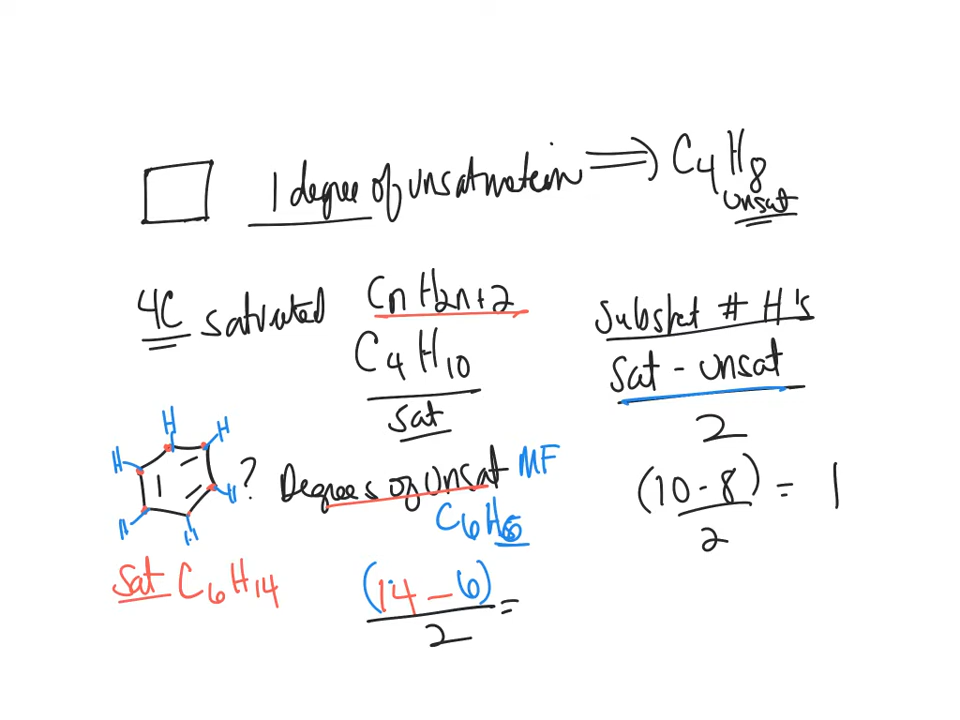 1 degree of unsaturation ⟹ C4H8
unsat
4C saturated
CnH2n+2
C4H10
sat
Subtract # H's
Sat - unsat
2
(10 - 8) = 1
2
H H H H H H
? Degrees of Unsat MF
C6H6
Sat C6H14
(14 - 6) =
2